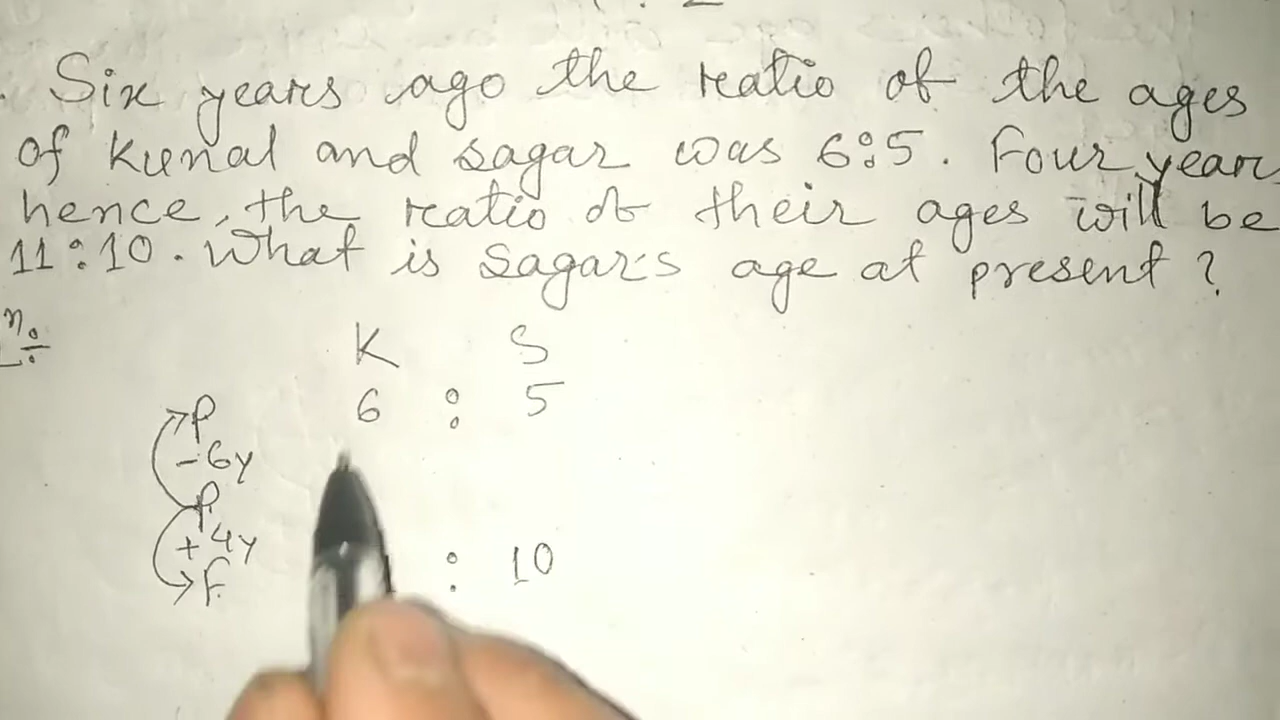 Six years ago the ratio of the ages
of Kunal and Sagar was 6:5. Four year
hence, the ratio of their ages will be
11:10. What is Sagar's age at present?
K S
6 : 5
P
-6y
P
+4y
F
: 10